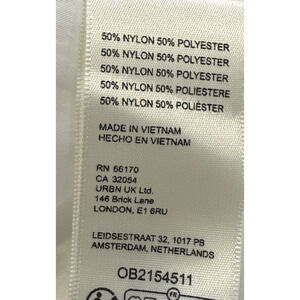 50% NYLON 50% POLYESTER
50% NYLON 50% POLYESTER
50% NYLON 50% POLYESTER
50% NYLON 50% POLIESTERE
50% NYLON 50% POLIÉSTER
MADE IN VIETNAM
HECHO EN VIETNAM
RN 66170
CA 32054
URBN UK Ltd.
146 Brick Lane
LONDON, E1 6RU
LEIDSESTRAAT 32, 1017 PB
AMSTERDAM, NETHERLANDS
OB2154511
FR